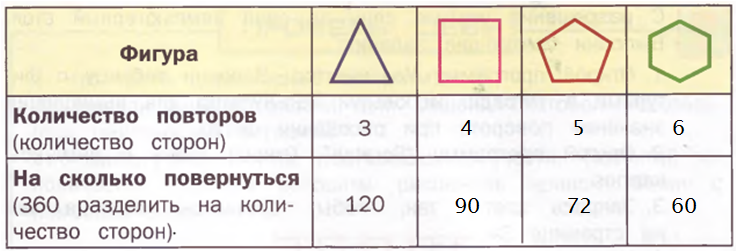 Фигура
Количество повторов
(количество сторон)
3 4 5 6
На сколько повернуться
(360 разделить на коли-
чество сторон).
120 90 72 60